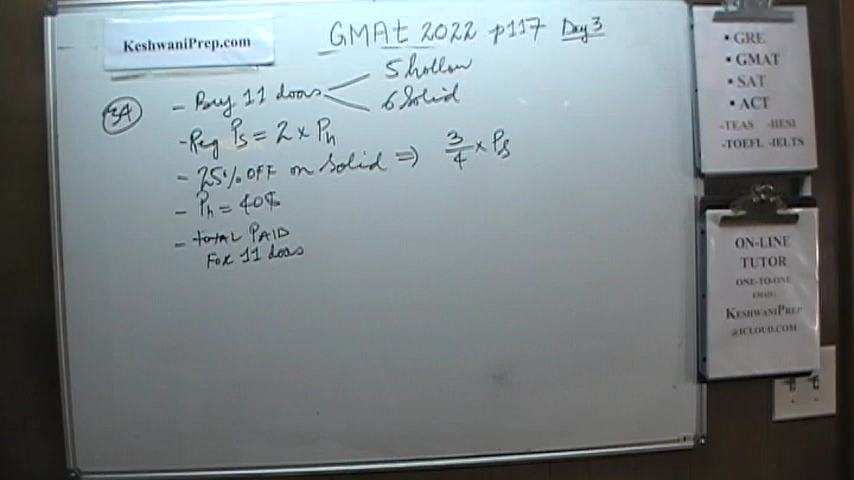 KeshwaniPrep.com
GMAt 2022 p117 Day 3
34
- Buy 11 doors
5 hollow
6 Solid
- Reg Ps = 2 x Ph
- 25% OFF on Solid ⇒ 3/4 x Ps
- Ph = 40$
- total PAID
For 11 doors
• GRE
• GMAT
• SAT
• ACT
-TEAS -HESI
-TOEFL -IELTS
ON-LINE
TUTOR
ONE-TO-ONE
EMAIL:
KESHWANIPREP
@ICLOUD.COM